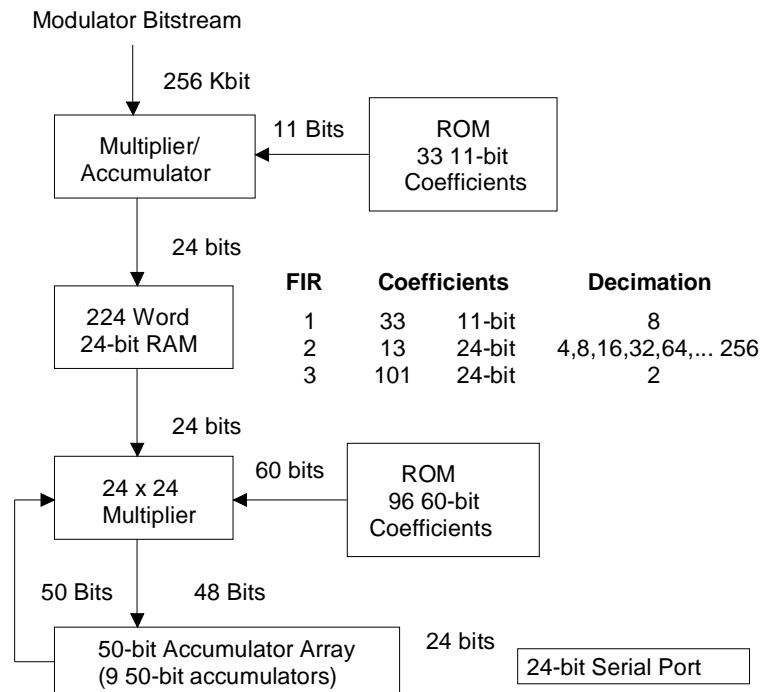 Modulator Bitstream
256 Kbit
Multiplier/
Accumulator
11 Bits
ROM
33 11-bit
Coefficients
24 bits
FIR Coefficients Decimation
1 33 11-bit 8
2 13 24-bit 4,8,16,32,64,... 256
3 101 24-bit 2
224 Word
24-bit RAM
24 bits
24 x 24
Multiplier
60 bits
ROM
96 60-bit
Coefficients
50 Bits
48 Bits
50-bit Accumulator Array
(9 50-bit accumulators)
24 bits
24-bit Serial Port